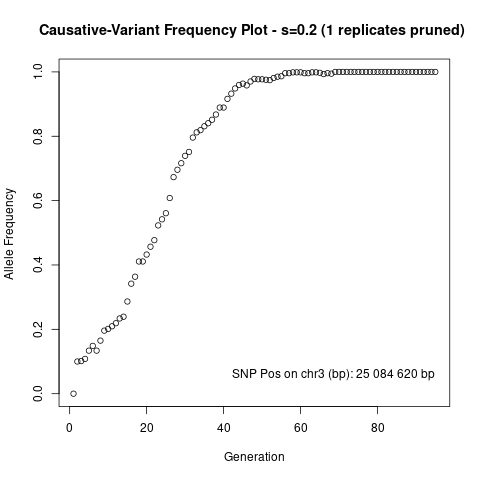 Causative-Variant Frequency Plot - s=0.2 (1 replicates pruned)
Allele Frequency
1.0
0.8
0.6
0.4
0.2
0.0
SNP Pos on chr3 (bp): 25 084 620 bp
0 20 40 60 80
Generation